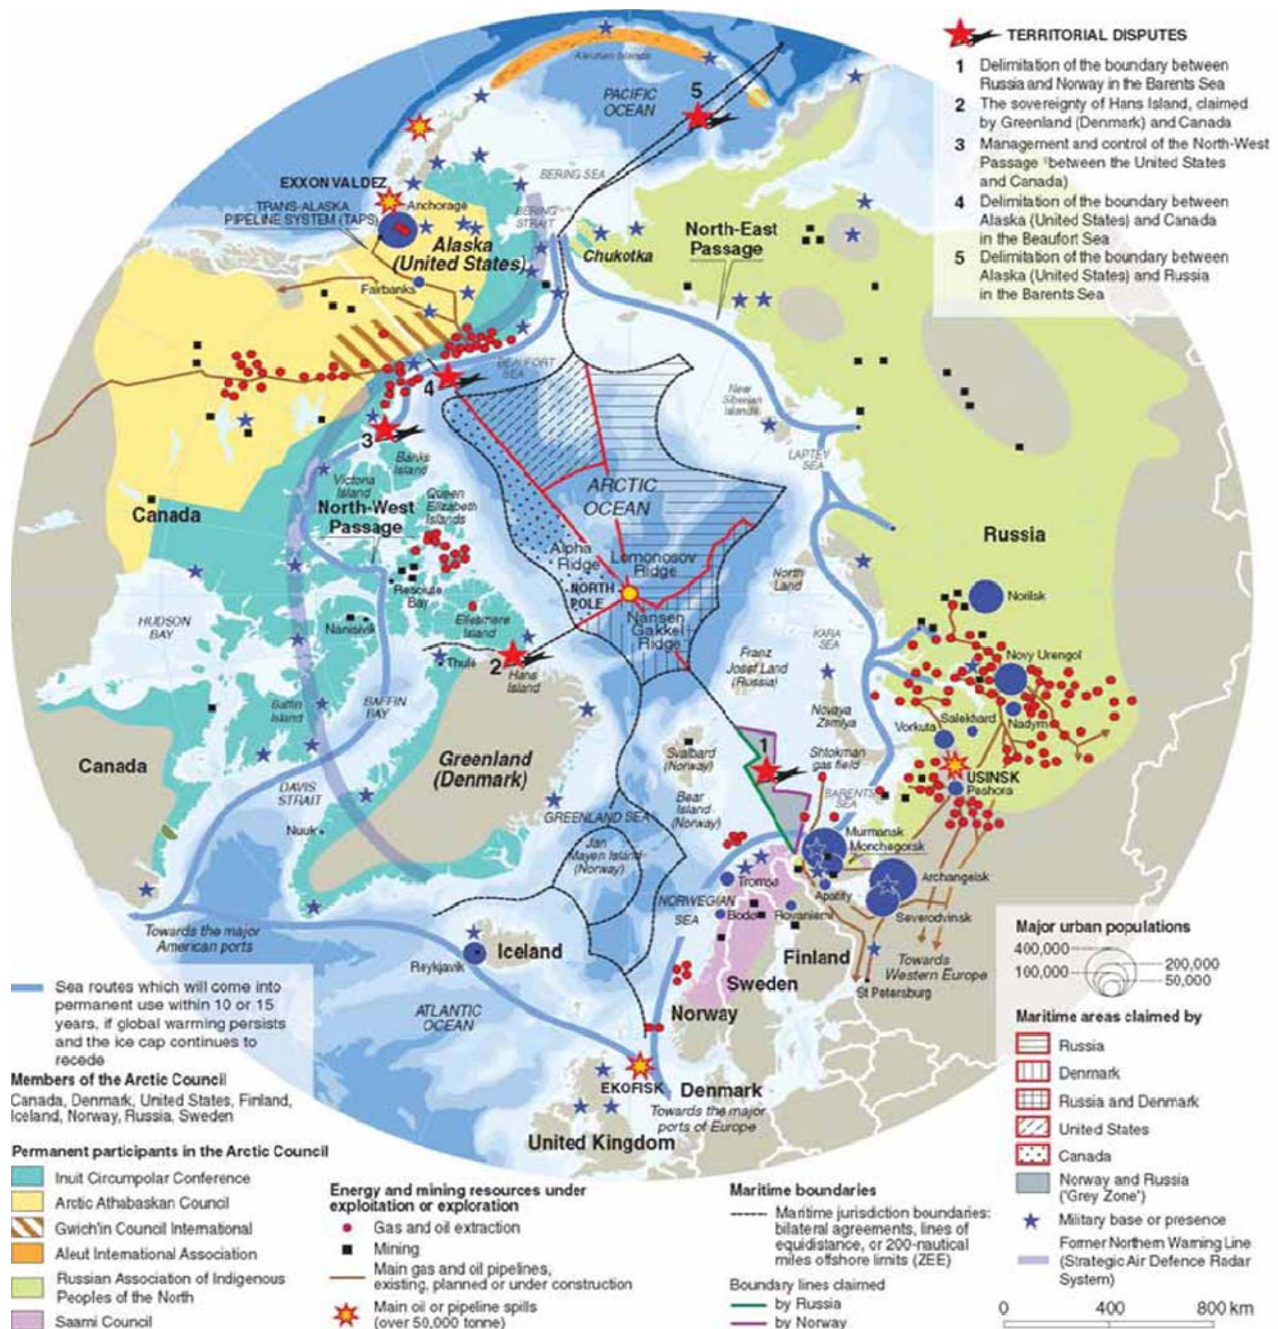 TERRITORIAL DISPUTES
1 Delimitation of the boundary between
Russia and Norway in the Barents Sea
2 The sovereignty of Hans Island, claimed
by Greenland (Denmark) and Canada
3 Management and control of the North-West
Passage (between the United States
and Canada)
4 Delimitation of the boundary between
Alaska (United States) and Canada
in the Beaufort Sea
5 Delimitation of the boundary between
Alaska (United States) and Russia
in the Barents Sea
Aleutian Islands
PACIFIC
OCEAN
5
BERING SEA
BERING
STRAIT
EXXON VALDEZ
TRANS-ALASKA
PIPELINE SYSTEM (TAPS)
Anchorage
Alaska
(United States)
Fairbanks
Chukotka
North-East
Passage
BEAUFORT
SEA
4
3
New
Siberian
Islands
LAPTEV
SEA
Banks
Island
Victoria
Island
Queen
Elizabeth
Islands
North-West
Passage
Canada
ARCTIC
OCEAN
Alpha
Ridge
Lomonosov
Ridge
NORTH
POLE
Nansen
Gakkel
Ridge
Russia
North
Land
Norilsk
Resolute
Bay
Nanisivik
Ellesmere
Island
HUDSON
BAY
KARA
SEA
Novy Urengoi
Thule
2
Hans
Island
Franz
Josef Land
(Russia)
Baffin
Island
BAFFIN
BAY
Novaya
Zemlya
Salekhard
Vorkuta
Nadym
Canada
Greenland
(Denmark)
Svalbard
(Norway)
1
Shtokman
gas field
USINSK
Peshora
DAVIS
STRAIT
Nuuk
GREENLAND SEA
Bear
Island
(Norway)
BARENTS
SEA
Jan
Mayen Island
(Norway)
Murmansk
Monchegorsk
Archangelsk
Tromsø
Apatity
Severodvinsk
NORWEGIAN
SEA
Bodo
Rovaniemi
Towards the major
American ports
Iceland
Reykjavik
Finland
Sweden
Towards
Western Europe
St Petersburg
ATLANTIC
OCEAN
Norway
EKOFISK
Denmark
Towards the major
ports of Europe
United Kingdom
Sea routes which will come into
permanent use within 10 or 15
years, if global warming persists
and the ice cap continues to
recede
Members of the Arctic Council
Canada, Denmark, United States, Finland,
Iceland, Norway, Russia, Sweden
Permanent participants in the Arctic Council
Inuit Circumpolar Conference
Arctic Athabaskan Council
Gwich'in Council International
Aleut International Association
Russian Association of Indigenous
Peoples of the North
Saami Council
Energy and mining resources under
exploitation or exploration
Gas and oil extraction
Mining
Main gas and oil pipelines,
existing, planned or under construction
Main oil or pipeline spills
(over 50,000 tonne)
Maritime boundaries
Maritime jurisdiction boundaries:
bilateral agreements, lines of
equidistance, or 200-nautical
miles offshore limits (ZEE)
Boundary lines claimed
by Russia
by Norway
Major urban populations
400,000
200,000
100,000
50,000
Maritime areas claimed by
Russia
Denmark
Russia and Denmark
United States
Canada
Norway and Russia
('Grey Zone')
Military base or presence
Former Northern Warning Line
(Strategic Air Defence Radar
System)
0 400 800 km